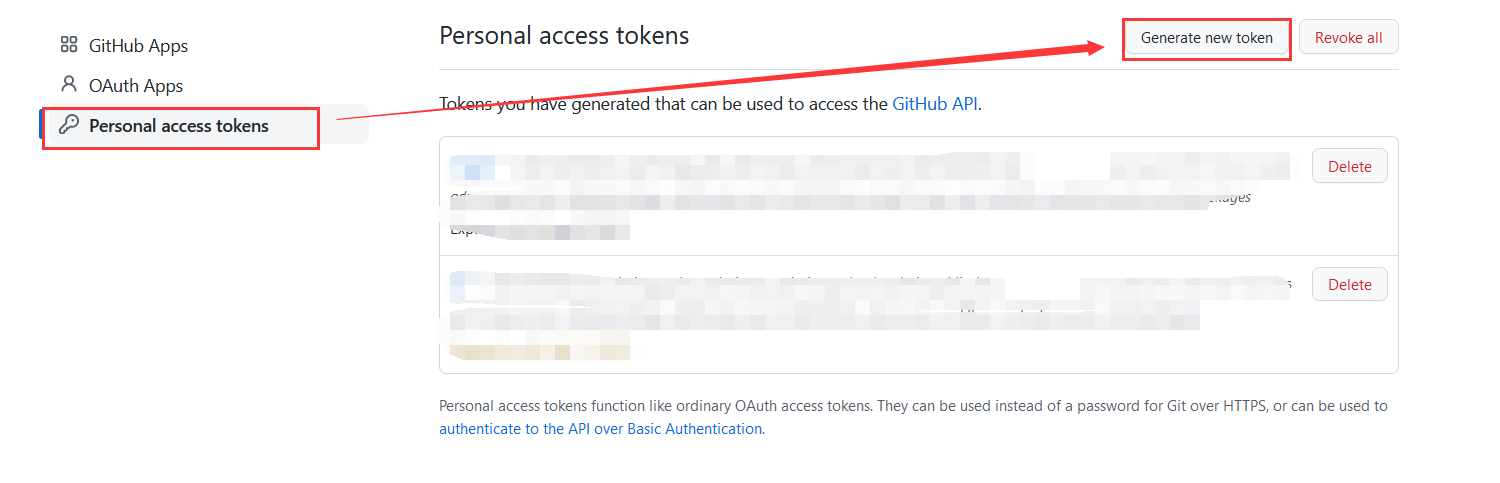 GitHub Apps
OAuth Apps
Personal access tokens
Personal access tokens
Generate new token
Revoke all
Tokens you have generated that can be used to access the GitHub API.
Delete
Delete
Personal access tokens function like ordinary OAuth access tokens. They can be used instead of a password for Git over HTTPS, or can be used to
authenticate to the API over Basic Authentication.